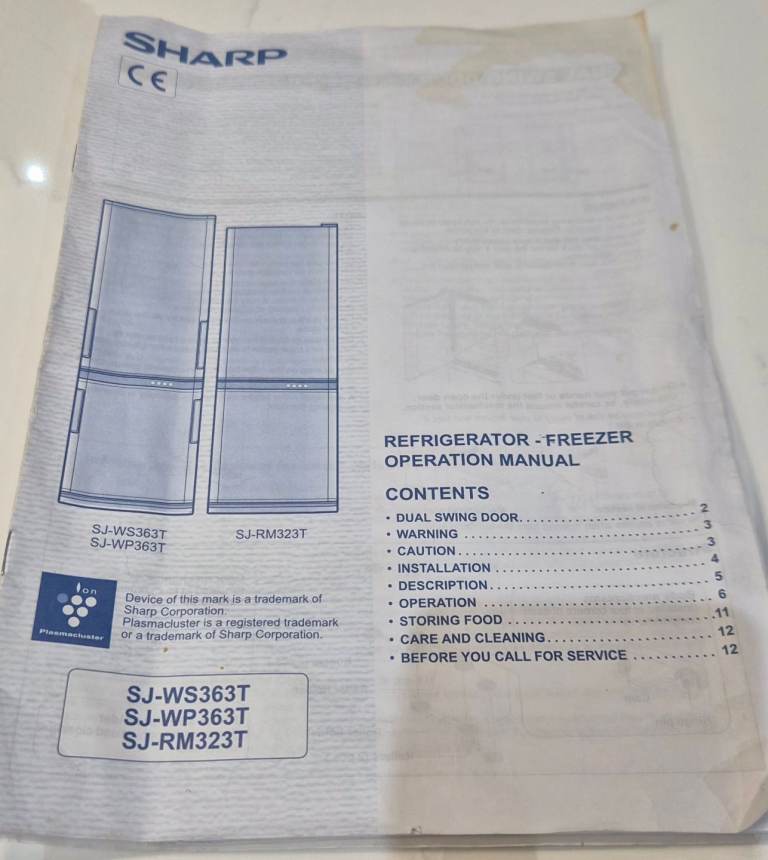 SHARP
CE
SJ-WS363T
SJ-WP363T
SJ-RM323T
Ion
Plasmacluster
Device of this mark is a trademark of
Sharp Corporation.
Plasmacluster is a registered trademark
or a trademark of Sharp Corporation.
SJ-WS363T
SJ-WP363T
SJ-RM323T
REFRIGERATOR - FREEZER
OPERATION MANUAL
CONTENTS
• DUAL SWING DOOR. . . . . . . . . . . . . . . . . . . . . . . 2
• WARNING . . . . . . . . . . . . . . . . . . . . . . . . . . . . . . . 3
• CAUTION. . . . . . . . . . . . . . . . . . . . . . . . . . . . . . . . 3
• INSTALLATION . . . . . . . . . . . . . . . . . . . . . . . . . . . 4
• DESCRIPTION. . . . . . . . . . . . . . . . . . . . . . . . . . . . 5
• OPERATION . . . . . . . . . . . . . . . . . . . . . . . . . . . . . 6
• STORING FOOD . . . . . . . . . . . . . . . . . . . . . . . . . .11
• CARE AND CLEANING. . . . . . . . . . . . . . . . . . . . . 12
• BEFORE YOU CALL FOR SERVICE . . . . . . . . . . 12